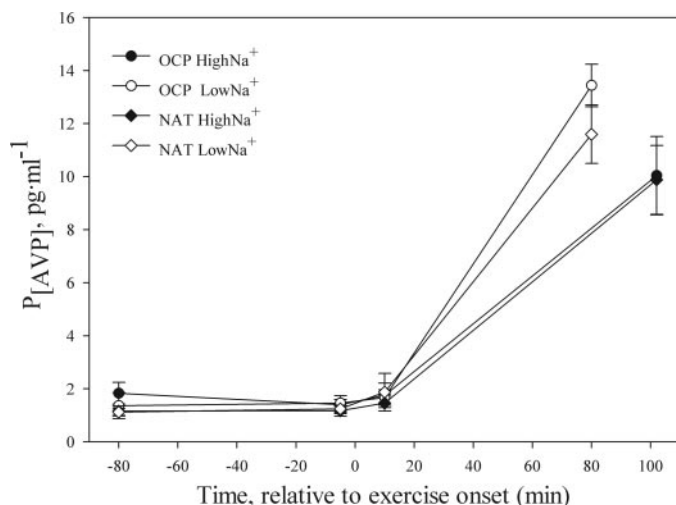 16
14
12
10
8
6
4
2
0
P[AVP], pg·ml⁻¹
OCP HighNa⁺
OCP LowNa⁺
NAT HighNa⁺
NAT LowNa⁺
-80 -60 -40 -20 0 20 40 60 80 100
Time, relative to exercise onset (min)